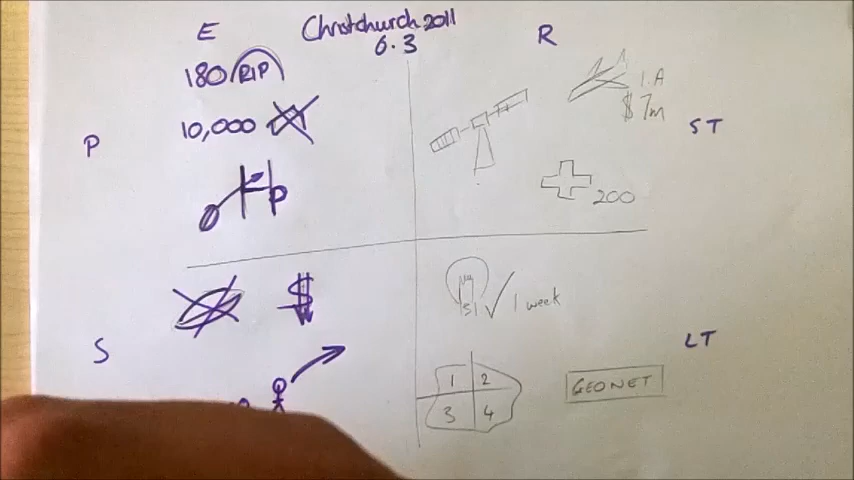 E
Christchurch 2011
6.3
R
180 RIP
1.A
$7m
P
10,000
ST
P
200
S
$
1 week
LT
1 2
3 4
GEONET